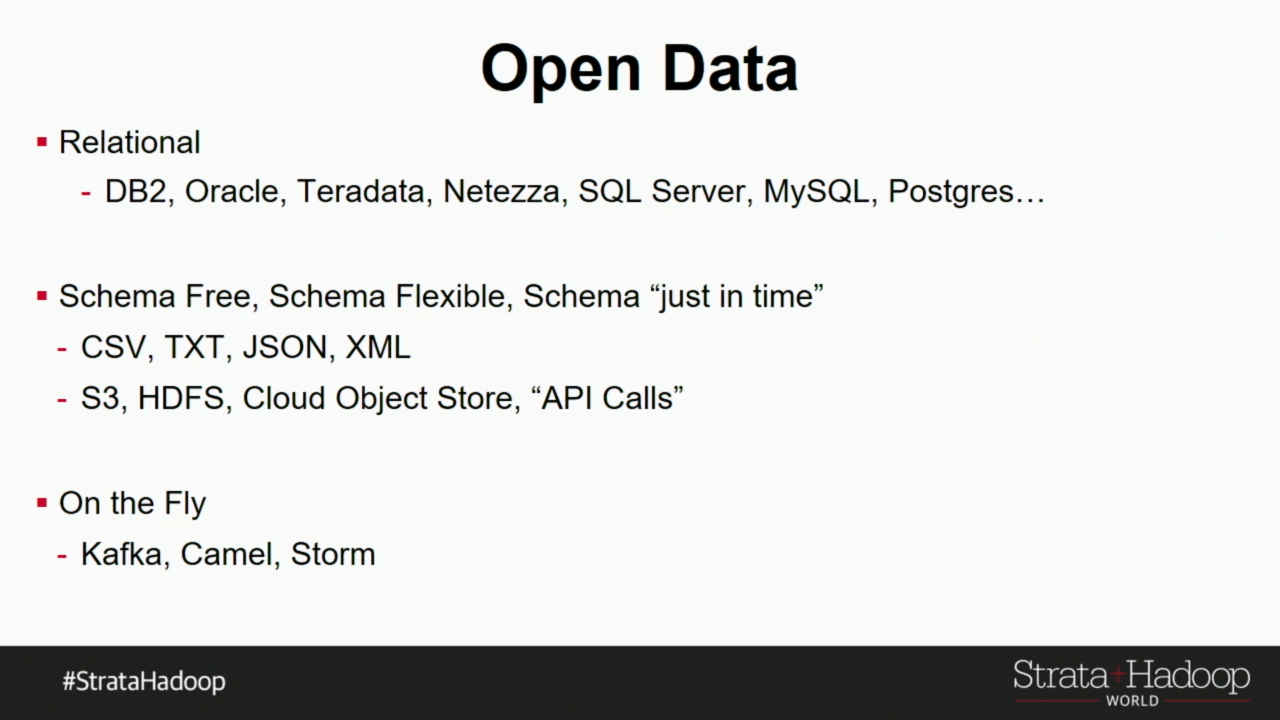 Open Data
▪ Relational
- DB2, Oracle, Teradata, Netezza, SQL Server, MySQL, Postgres…
▪ Schema Free, Schema Flexible, Schema “just in time”
- CSV, TXT, JSON, XML
- S3, HDFS, Cloud Object Store, “API Calls”
▪ On the Fly
- Kafka, Camel, Storm
#StrataHadoop
Strata+Hadoop
WORLD